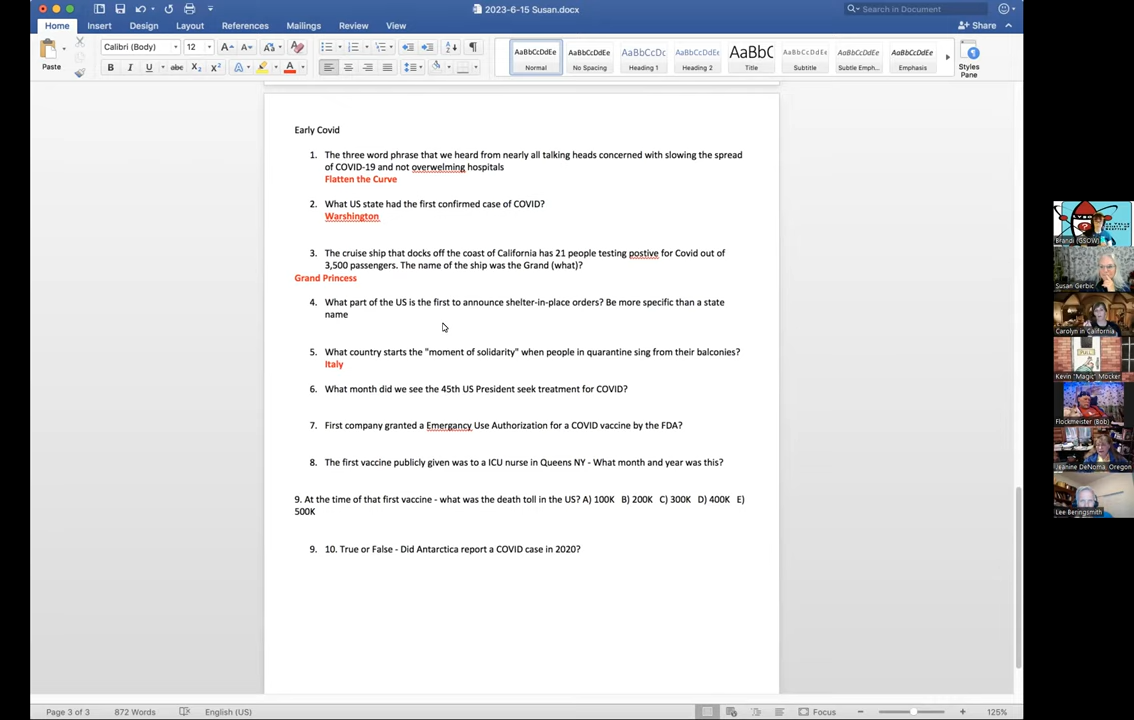 2023-6-15 Susan.docx
Search in Document
Home Insert Design Layout References Mailings Review View
Share
Paste
Calibri (Body) 12
AaBbCcDdE AaBbCcDdE AaBbCcDc AaBbCcDdE AaBbC AaBbCcDdE AaBbCcDdE AaBbCcDdE
Normal No Spacing Heading 1 Heading 2 Title Subtitle Subtle Emph... Emphasis
Styles
Pane
Early Covid
1. The three word phrase that we heard from nearly all talking heads concerned with slowing the spread
of COVID-19 and not overwelming hospitals
Flatten the Curve
2. What US state had the first confirmed case of COVID?
Warshington
3. The cruise ship that docks off the coast of California has 21 people testing postive for Covid out of
3,500 passengers. The name of the ship was the Grand (what)?
Grand Princess
4. What part of the US is the first to announce shelter-in-place orders? Be more specific than a state
name
5. What country starts the "moment of solidarity" when people in quarantine sing from their balconies?
Italy
6. What month did we see the 45th US President seek treatment for COVID?
7. First company granted a Emergancy Use Authorization for a COVID vaccine by the FDA?
8. The first vaccine publicly given was to a ICU nurse in Queens NY - What month and year was this?
9. At the time of that first vaccine - what was the death toll in the US? A) 100K B) 200K C) 300K D) 400K E)
500K
9. 10. True or False - Did Antarctica report a COVID case in 2020?
Brandi (GSOW)
Susan Gerbic
Carolyn in California
Kevin "Magic" Mocker
Flockmeister (Bob)
Jeanine DeNoma, Oregon
Lee Beringsmith
Page 3 of 3 872 Words English (US)
Focus
125%